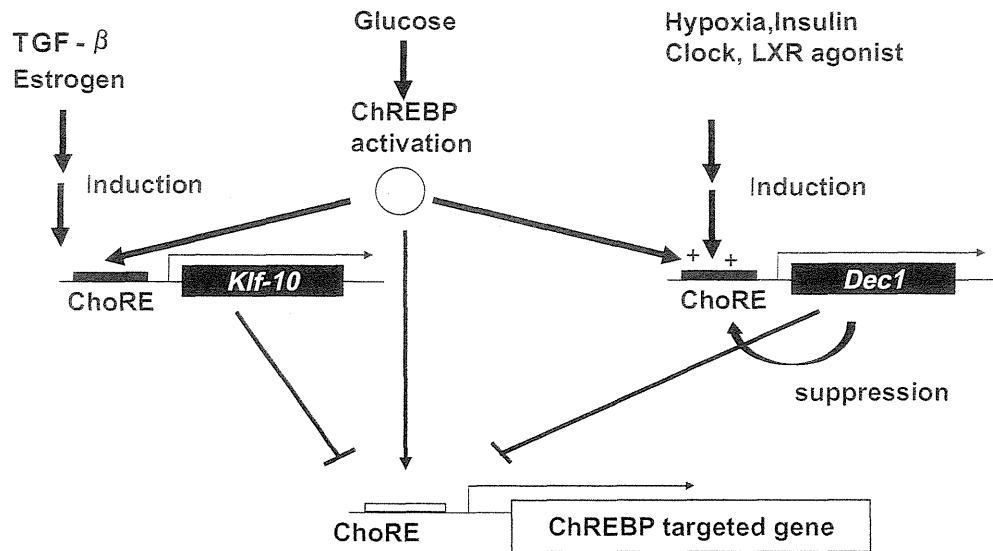 TGF - β
Estrogen
Glucose
Hypoxia,Insulin
Clock, LXR agonist
ChREBP
activation
Induction
Induction
+ +
Klf-10
ChoRE
Dec1
ChoRE
suppression
ChoRE
ChREBP targeted gene